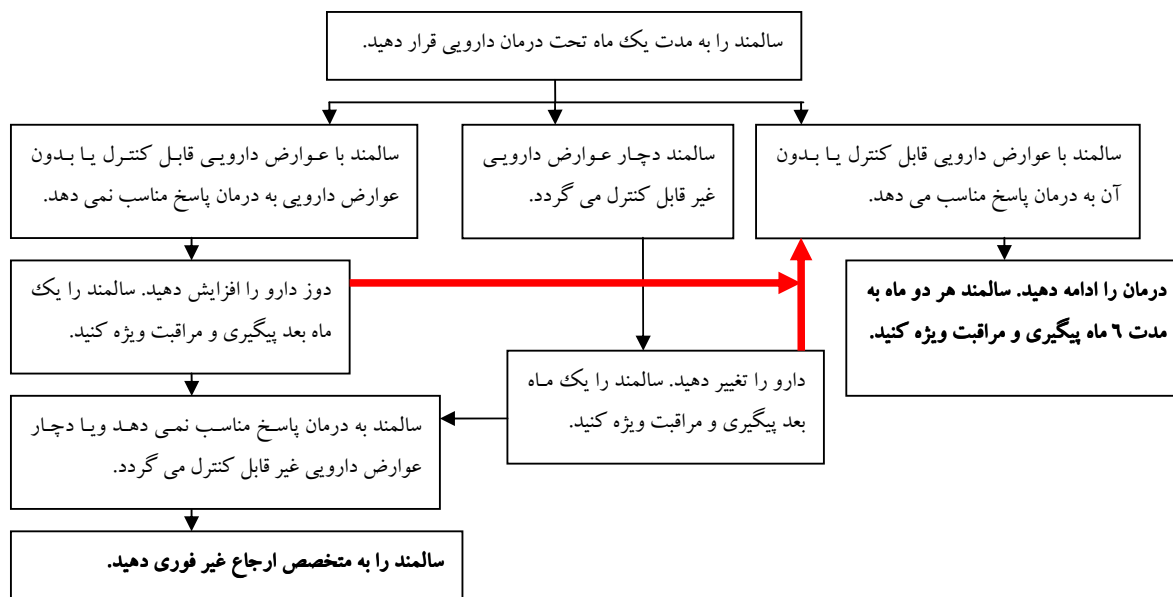 سالمند را به مدت یک ماه تحت درمان دارویی قرار دهید.
سالمند با عوارض دارویی قابل کنترل یا بدون
آن به درمان پاسخ مناسب می دهد.
سالمند دچار عوارض دارویی
غیر قابل کنترل می گردد.
سالمند با عوارض دارویی قابل کنترل یا بدون
عوارض دارویی به درمان پاسخ مناسب نمی دهد.
درمان را ادامه دهید. سالمند هر دو ماه به
مدت ٦ ماه پیگیری و مراقبت ویژه کنید.
دوز دارو را افزایش دهید. سالمند را یک
ماه بعد پیگیری و مراقبت ویژه کنید.
دارو را تغییر دهید. سالمند را یک ماه
بعد پیگیری و مراقبت ویژه کنید.
سالمند به درمان پاسخ مناسب نمی دهد ویا دچار
عوارض دارویی غیر قابل کنترل می گردد.
سالمند را به متخصص ارجاع غیر فوری دهید.